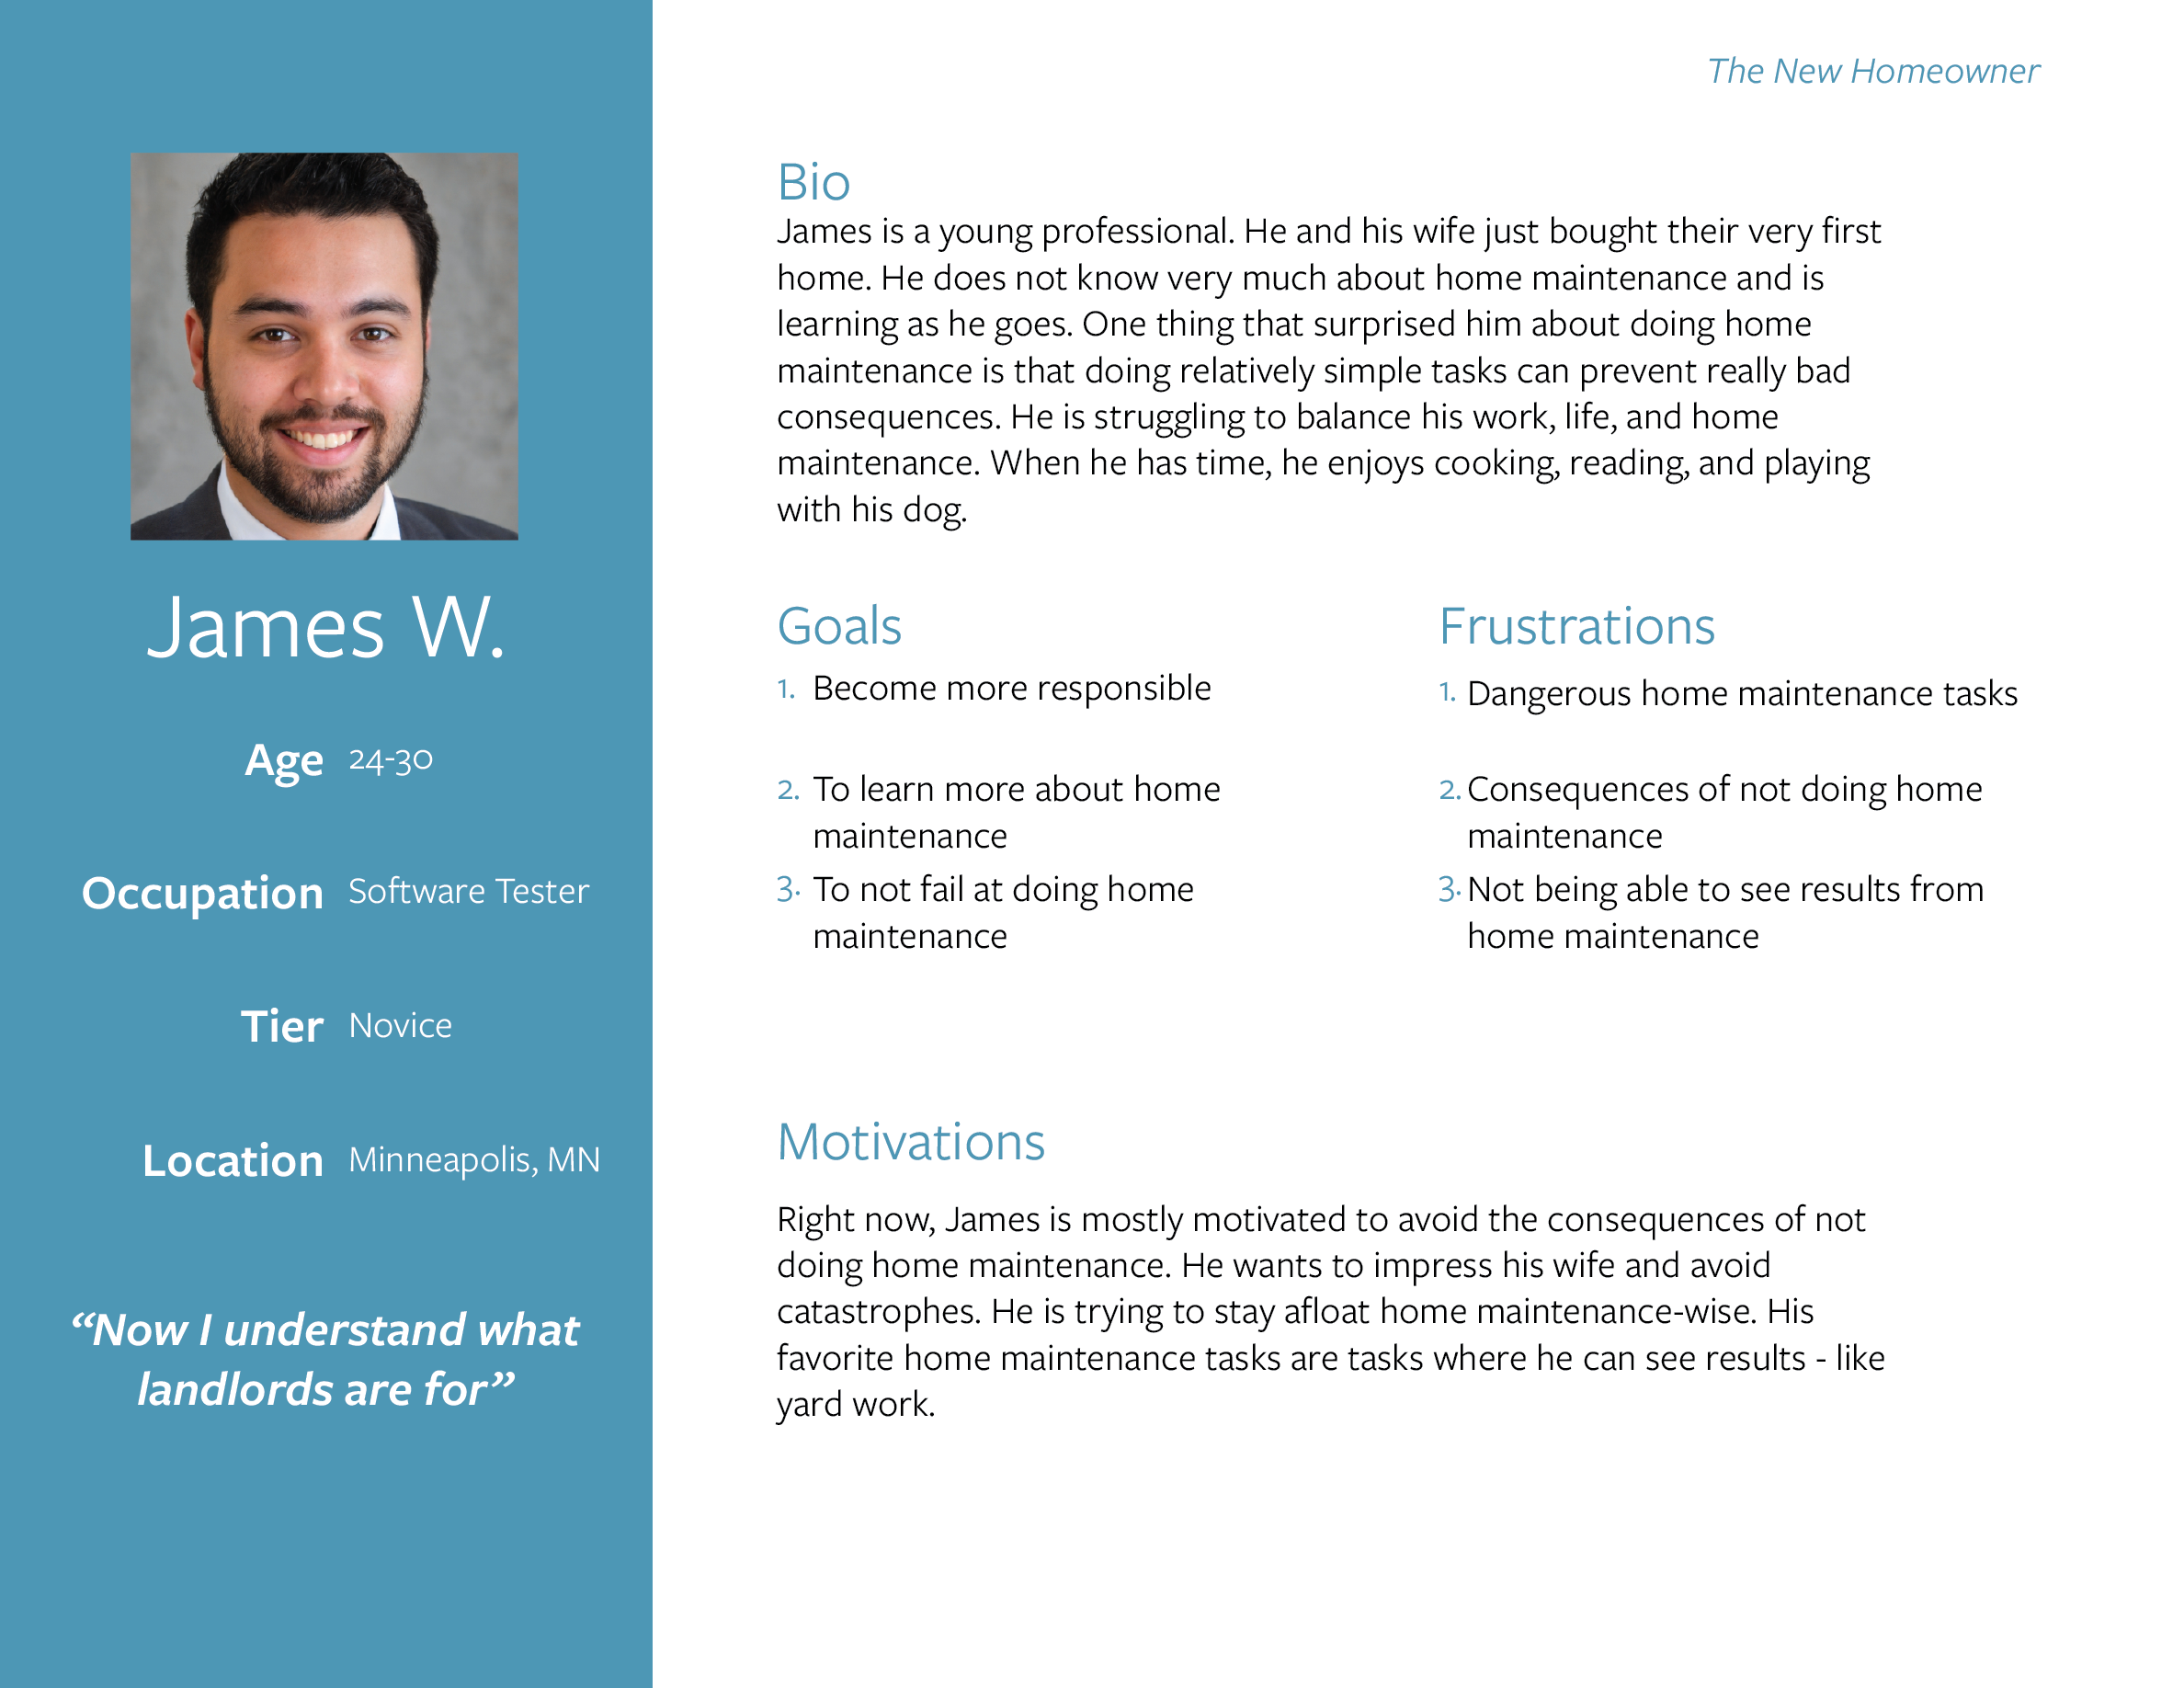 The New Homeowner
James W.
Age 24-30
Occupation Software Tester
Tier Novice
Location Minneapolis, MN
“Now I understand what
landlords are for”
Bio
James is a young professional. He and his wife just bought their very first
home. He does not know very much about home maintenance and is
learning as he goes. One thing that surprised him about doing home
maintenance is that doing relatively simple tasks can prevent really bad
consequences. He is struggling to balance his work, life, and home
maintenance. When he has time, he enjoys cooking, reading, and playing
with his dog.
Goals
1. Become more responsible
2. To learn more about home
maintenance
3. To not fail at doing home
maintenance
Frustrations
1. Dangerous home maintenance tasks
2. Consequences of not doing home
maintenance
3. Not being able to see results from
home maintenance
Motivations
Right now, James is mostly motivated to avoid the consequences of not
doing home maintenance. He wants to impress his wife and avoid
catastrophes. He is trying to stay afloat home maintenance-wise. His
favorite home maintenance tasks are tasks where he can see results - like
yard work.